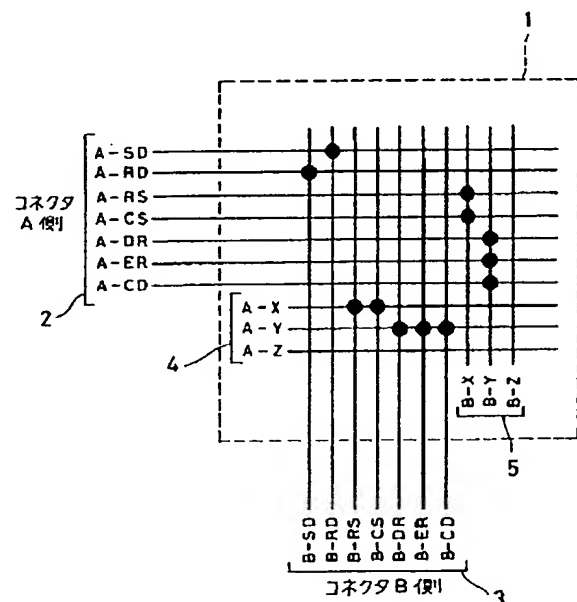 1
A-SD
A-RD
A-RS
A-CS
A-DR
A-ER
A-CD
コネクタ
A側
2
A-X
A-Y
A-Z
4
B-X
B-Y
B-Z
5
B-SD
B-RD
B-RS
B-CS
B-DR
B-ER
B-CD
コネクタB側
3